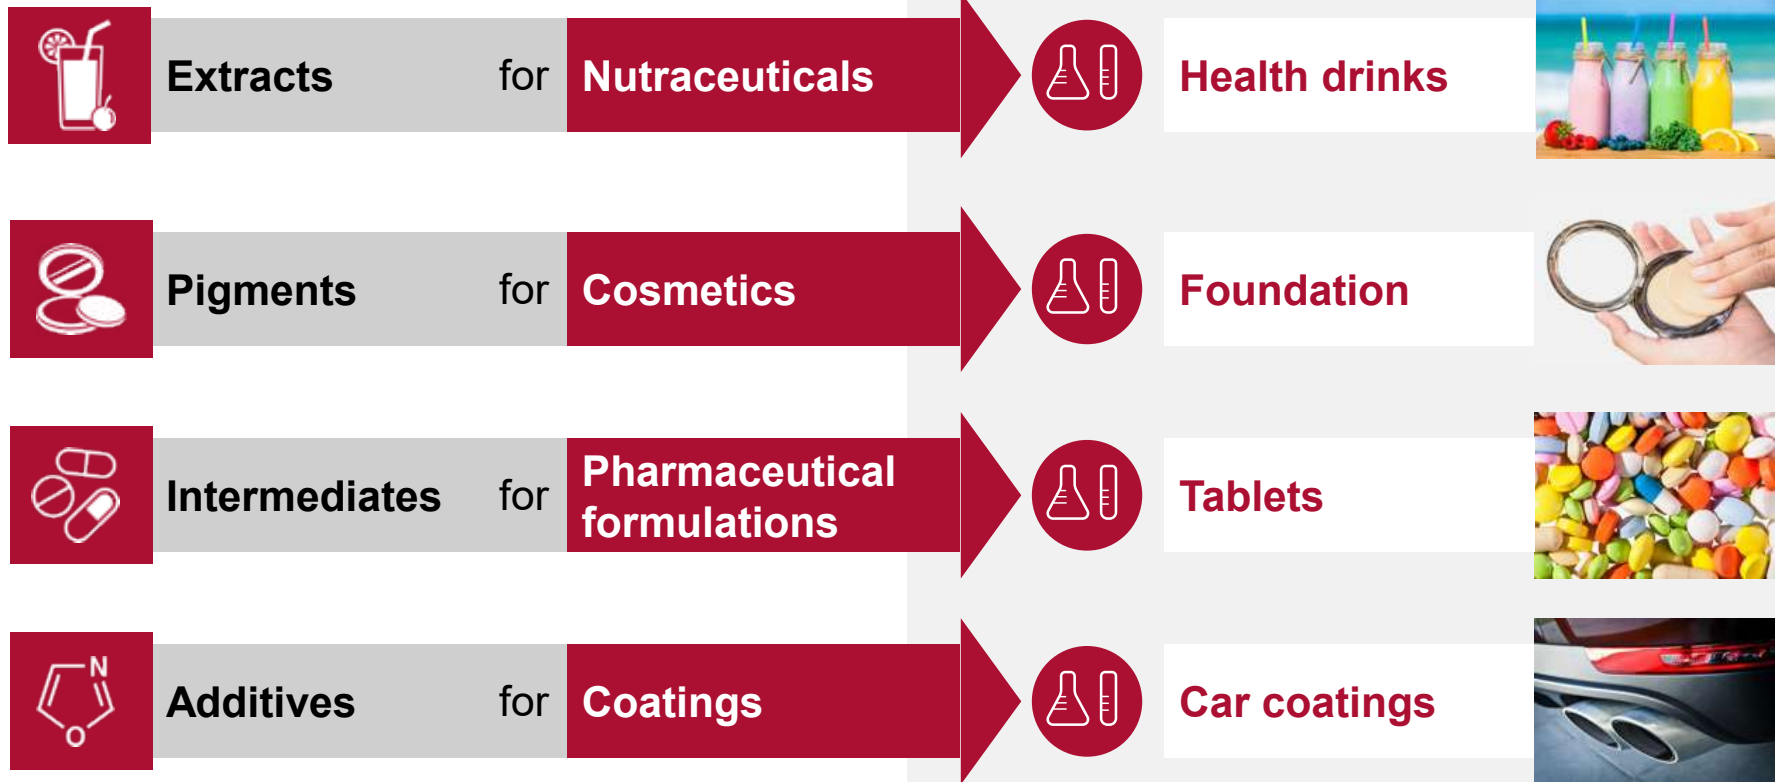 Extracts for Nutraceuticals Health drinks
Pigments for Cosmetics Foundation
Intermediates for Pharmaceutical
formulations Tablets
N
O
Additives for Coatings Car coatings